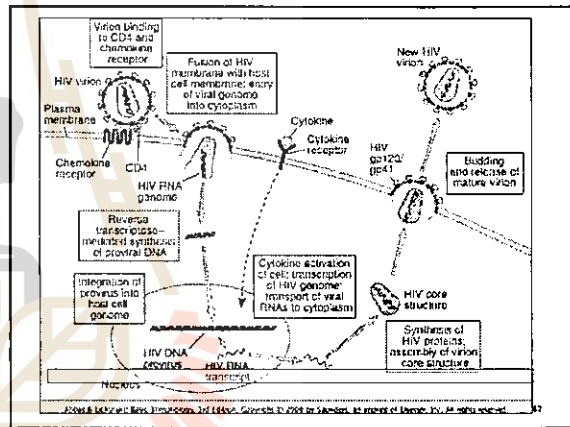 Virion binding
to CD4 and
chemokine
receptor
Fusion of HIV
membrane with host
cell membrane; entry
of viral genome
into cytoplasm
New HIV
virion
HIV virion
Plasma
membrane
Cytokine
Cytokine
receptor
HIV
gp120/
gp41
Chemokine
receptor
CD4
Budding
and release of
mature virion
HIV RNA
genome
Reverse
transcriptase–
mediated synthesis
of proviral DNA
Integration of
provirus into
host cell
genome
Cytokine activation
of cell; transcription
of HIV genome;
transport of viral
RNAs to cytoplasm
HIV core
structure
Synthesis of
HIV proteins;
assembly of virion
core structure
HIV DNA
provirus
HIV RNA
transcript
Nucleus